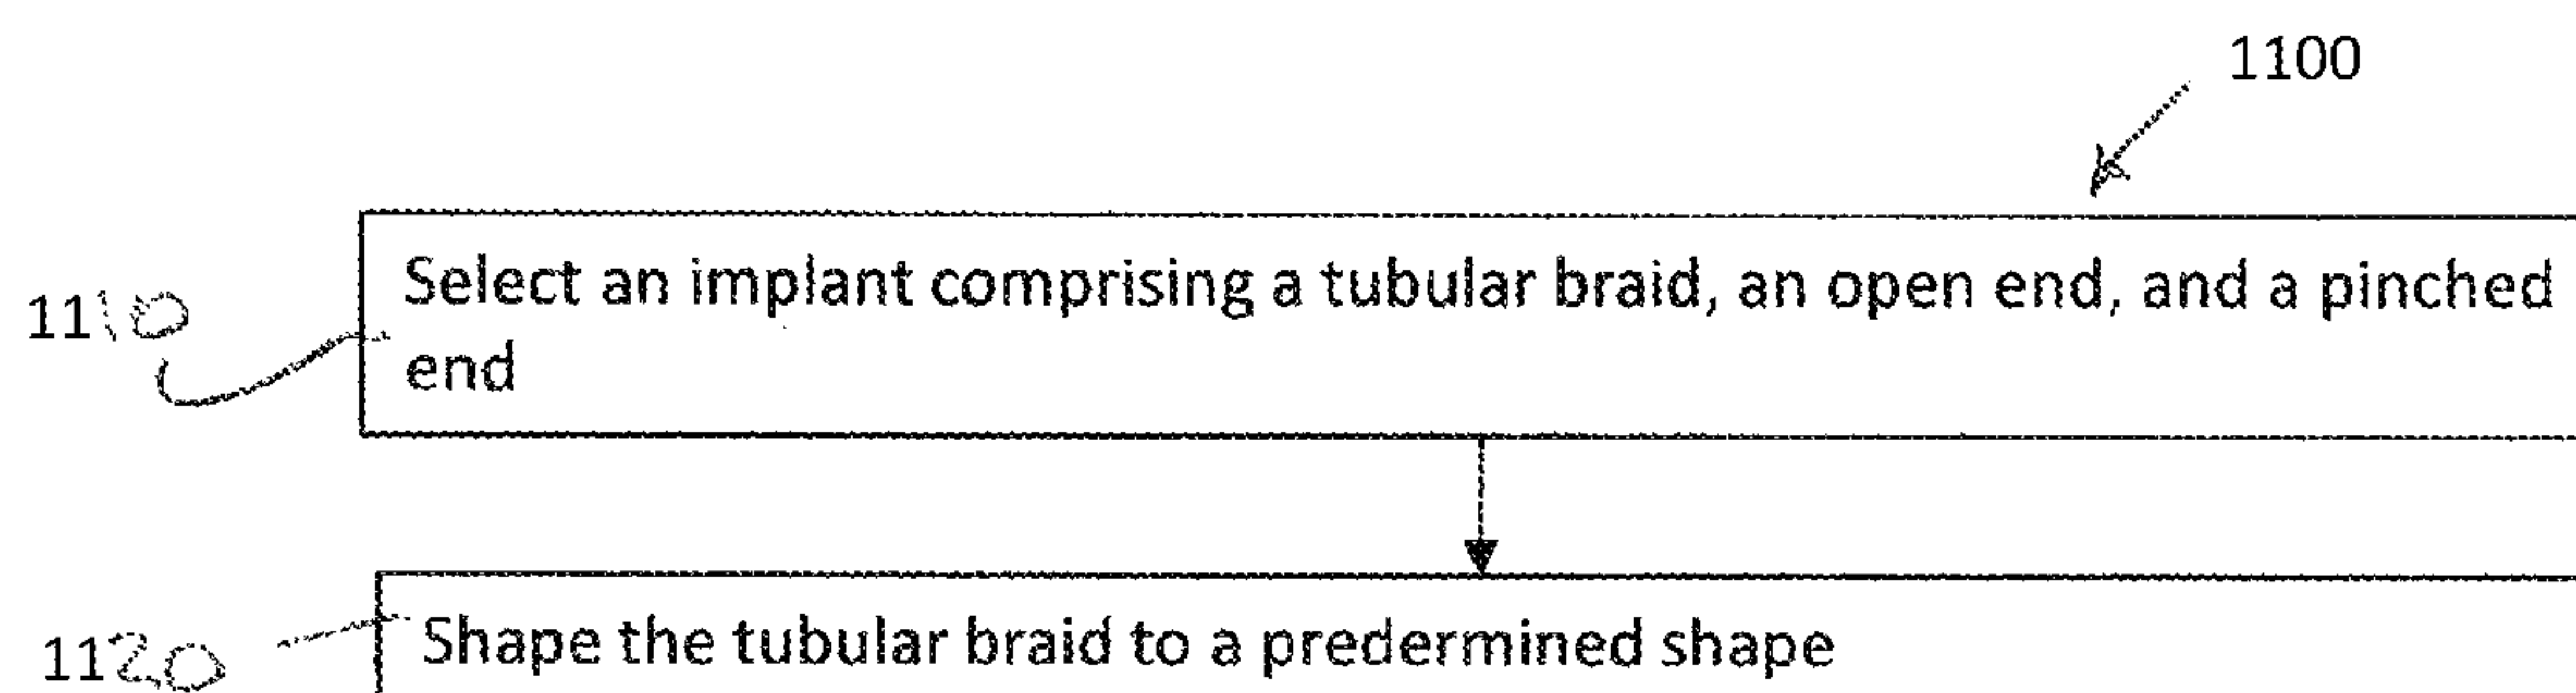 1100
1110
Select an implant comprising a tubular braid, an open end, and a pinched
end
1120
Shape the tubular braid to a predermined shape